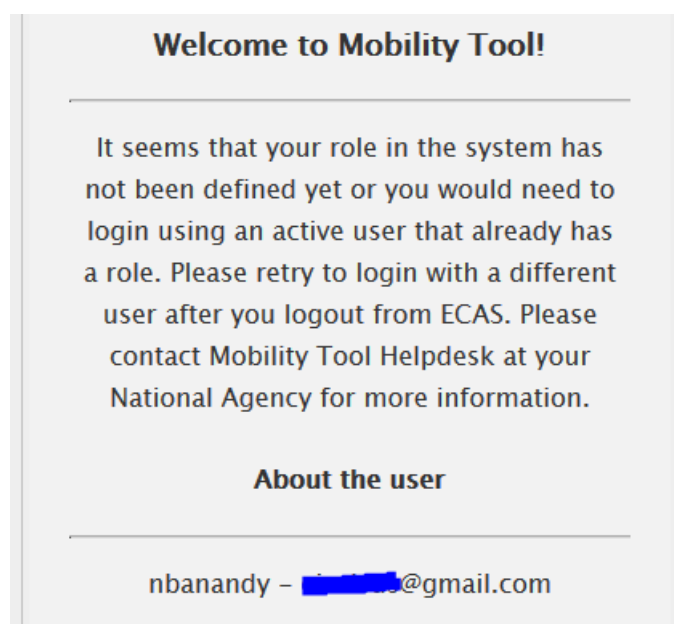 Welcome to Mobility Tool!
It seems that your role in the system has
not been defined yet or you would need to
login using an active user that already has
a role. Please retry to login with a different
user after you logout from ECAS. Please
contact Mobility Tool Helpdesk at your
National Agency for more information.
About the user
nbanandy – @gmail.com